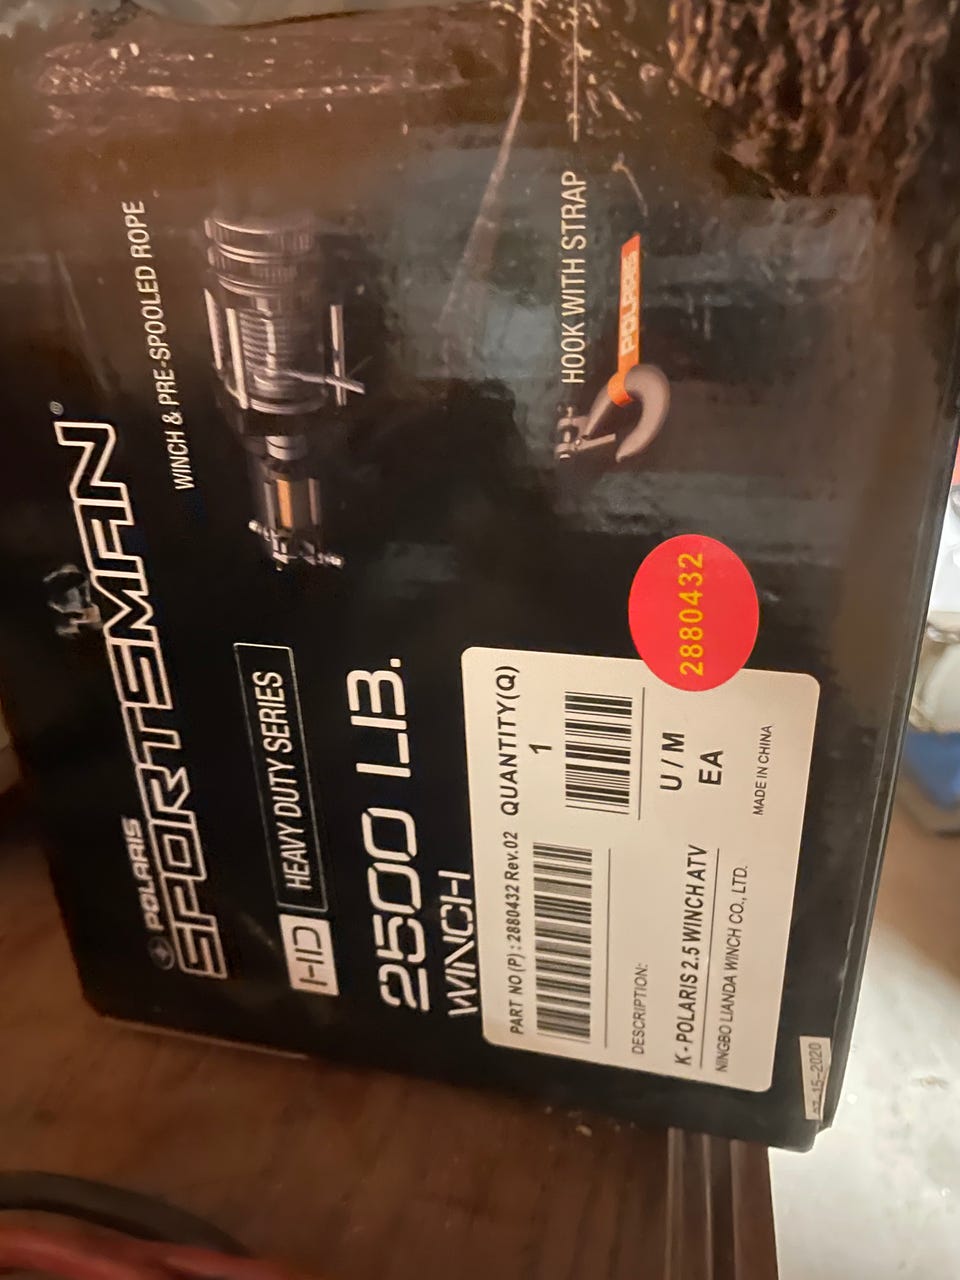 POLARIS
SPORTSMAN®
WINCH & PRE-SPOOLED ROPE
HD HEAVY DUTY SERIES
2500 LB.
WINCH
HOOK WITH STRAP
POLARIS
PART NO (P) : 2880432 Rev.02
QUANTITY(Q)
1
DESCRIPTION:
K - POLARIS 2.5 WINCH ATV
U / M
EA
NINGBO LIANDA WINCH CO., LTD.
MADE IN CHINA
2880432
-15-2020